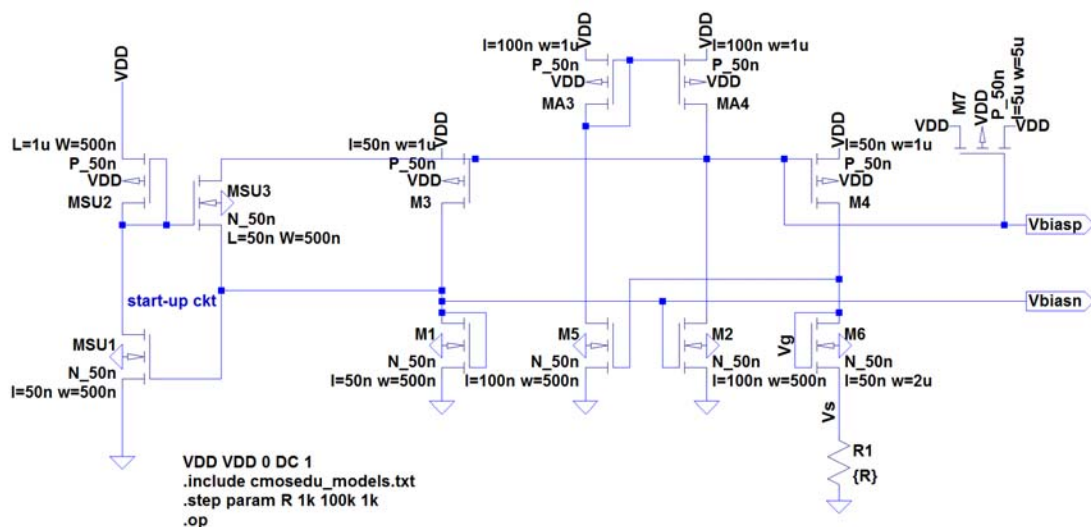 VDD
L=1u W=500n
P_50n
VDD
MSU2
MSU3
N_50n
L=50n W=500n
start-up ckt
MSU1
N_50n
l=50n w=500n
VDD
l=50n w=1u
P_50n
VDD
M3
M1
N_50n
l=50n w=500n
VDD
l=100n w=1u
P_50n
VDD
MA3
VDD
l=100n w=1u
P_50n
VDD
MA4
M5
N_50n
l=100n w=500n
M2
N_50n
l=100n w=500n
VDD
l=50n w=1u
P_50n
VDD
M4
M7
VDD
VDD
P_50n
l=5u w=5u
VDD
Vbiasp
Vbiasn
Vg
M6
N_50n
l=50n w=2u
Vs
R1
{R}
VDD VDD 0 DC 1
.include cmosedu_models.txt
.step param R 1k 100k 1k
.op